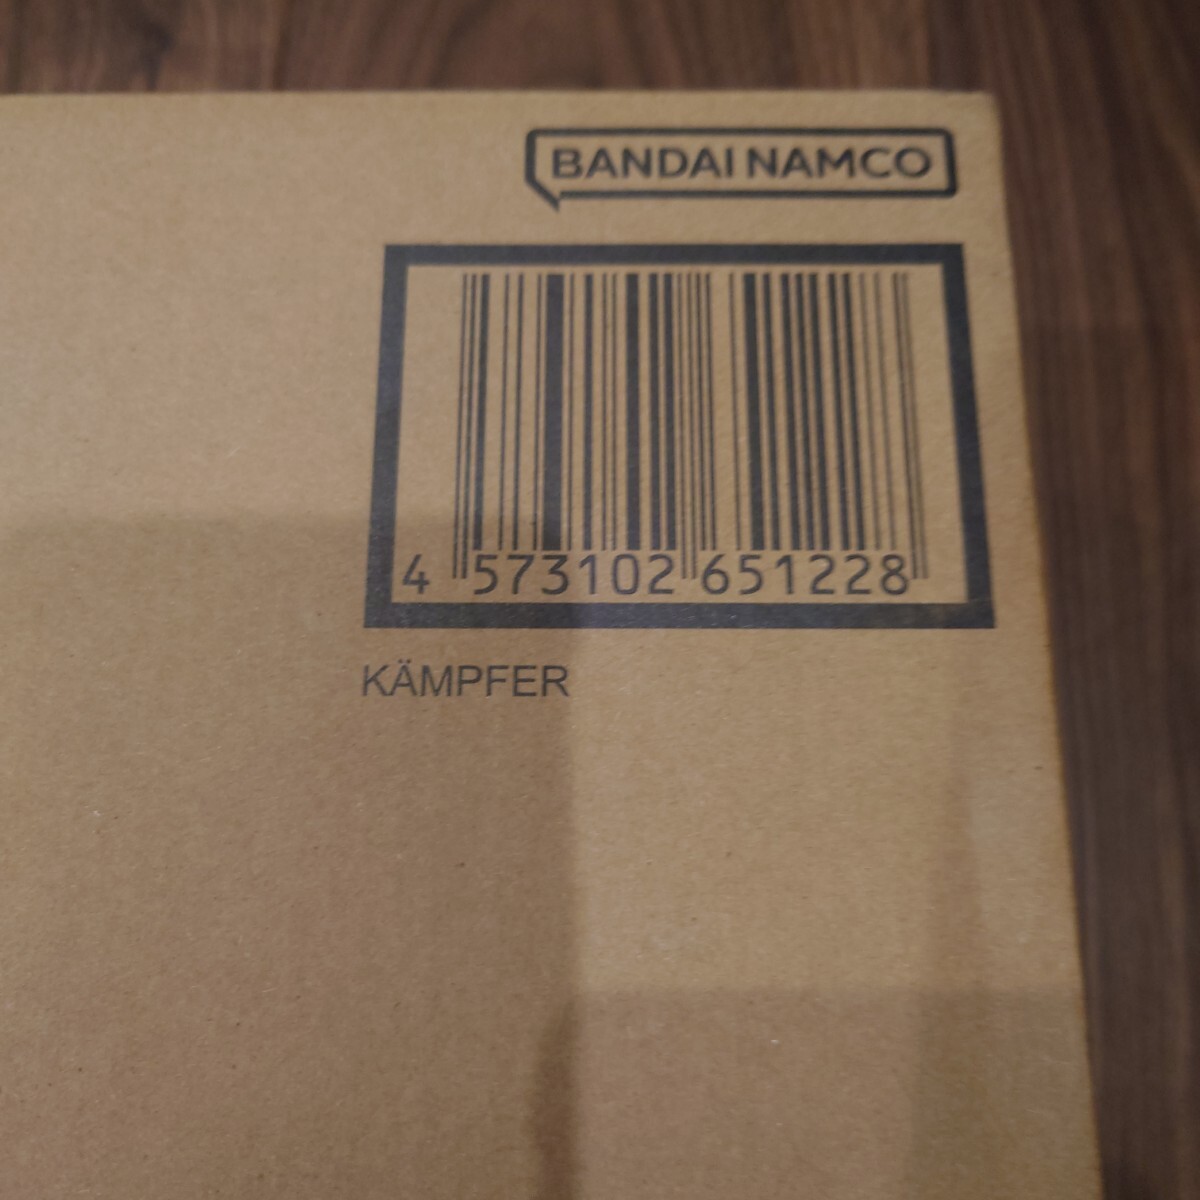 BANDAI NAMCO
4 573102 651228
KÄMPFER